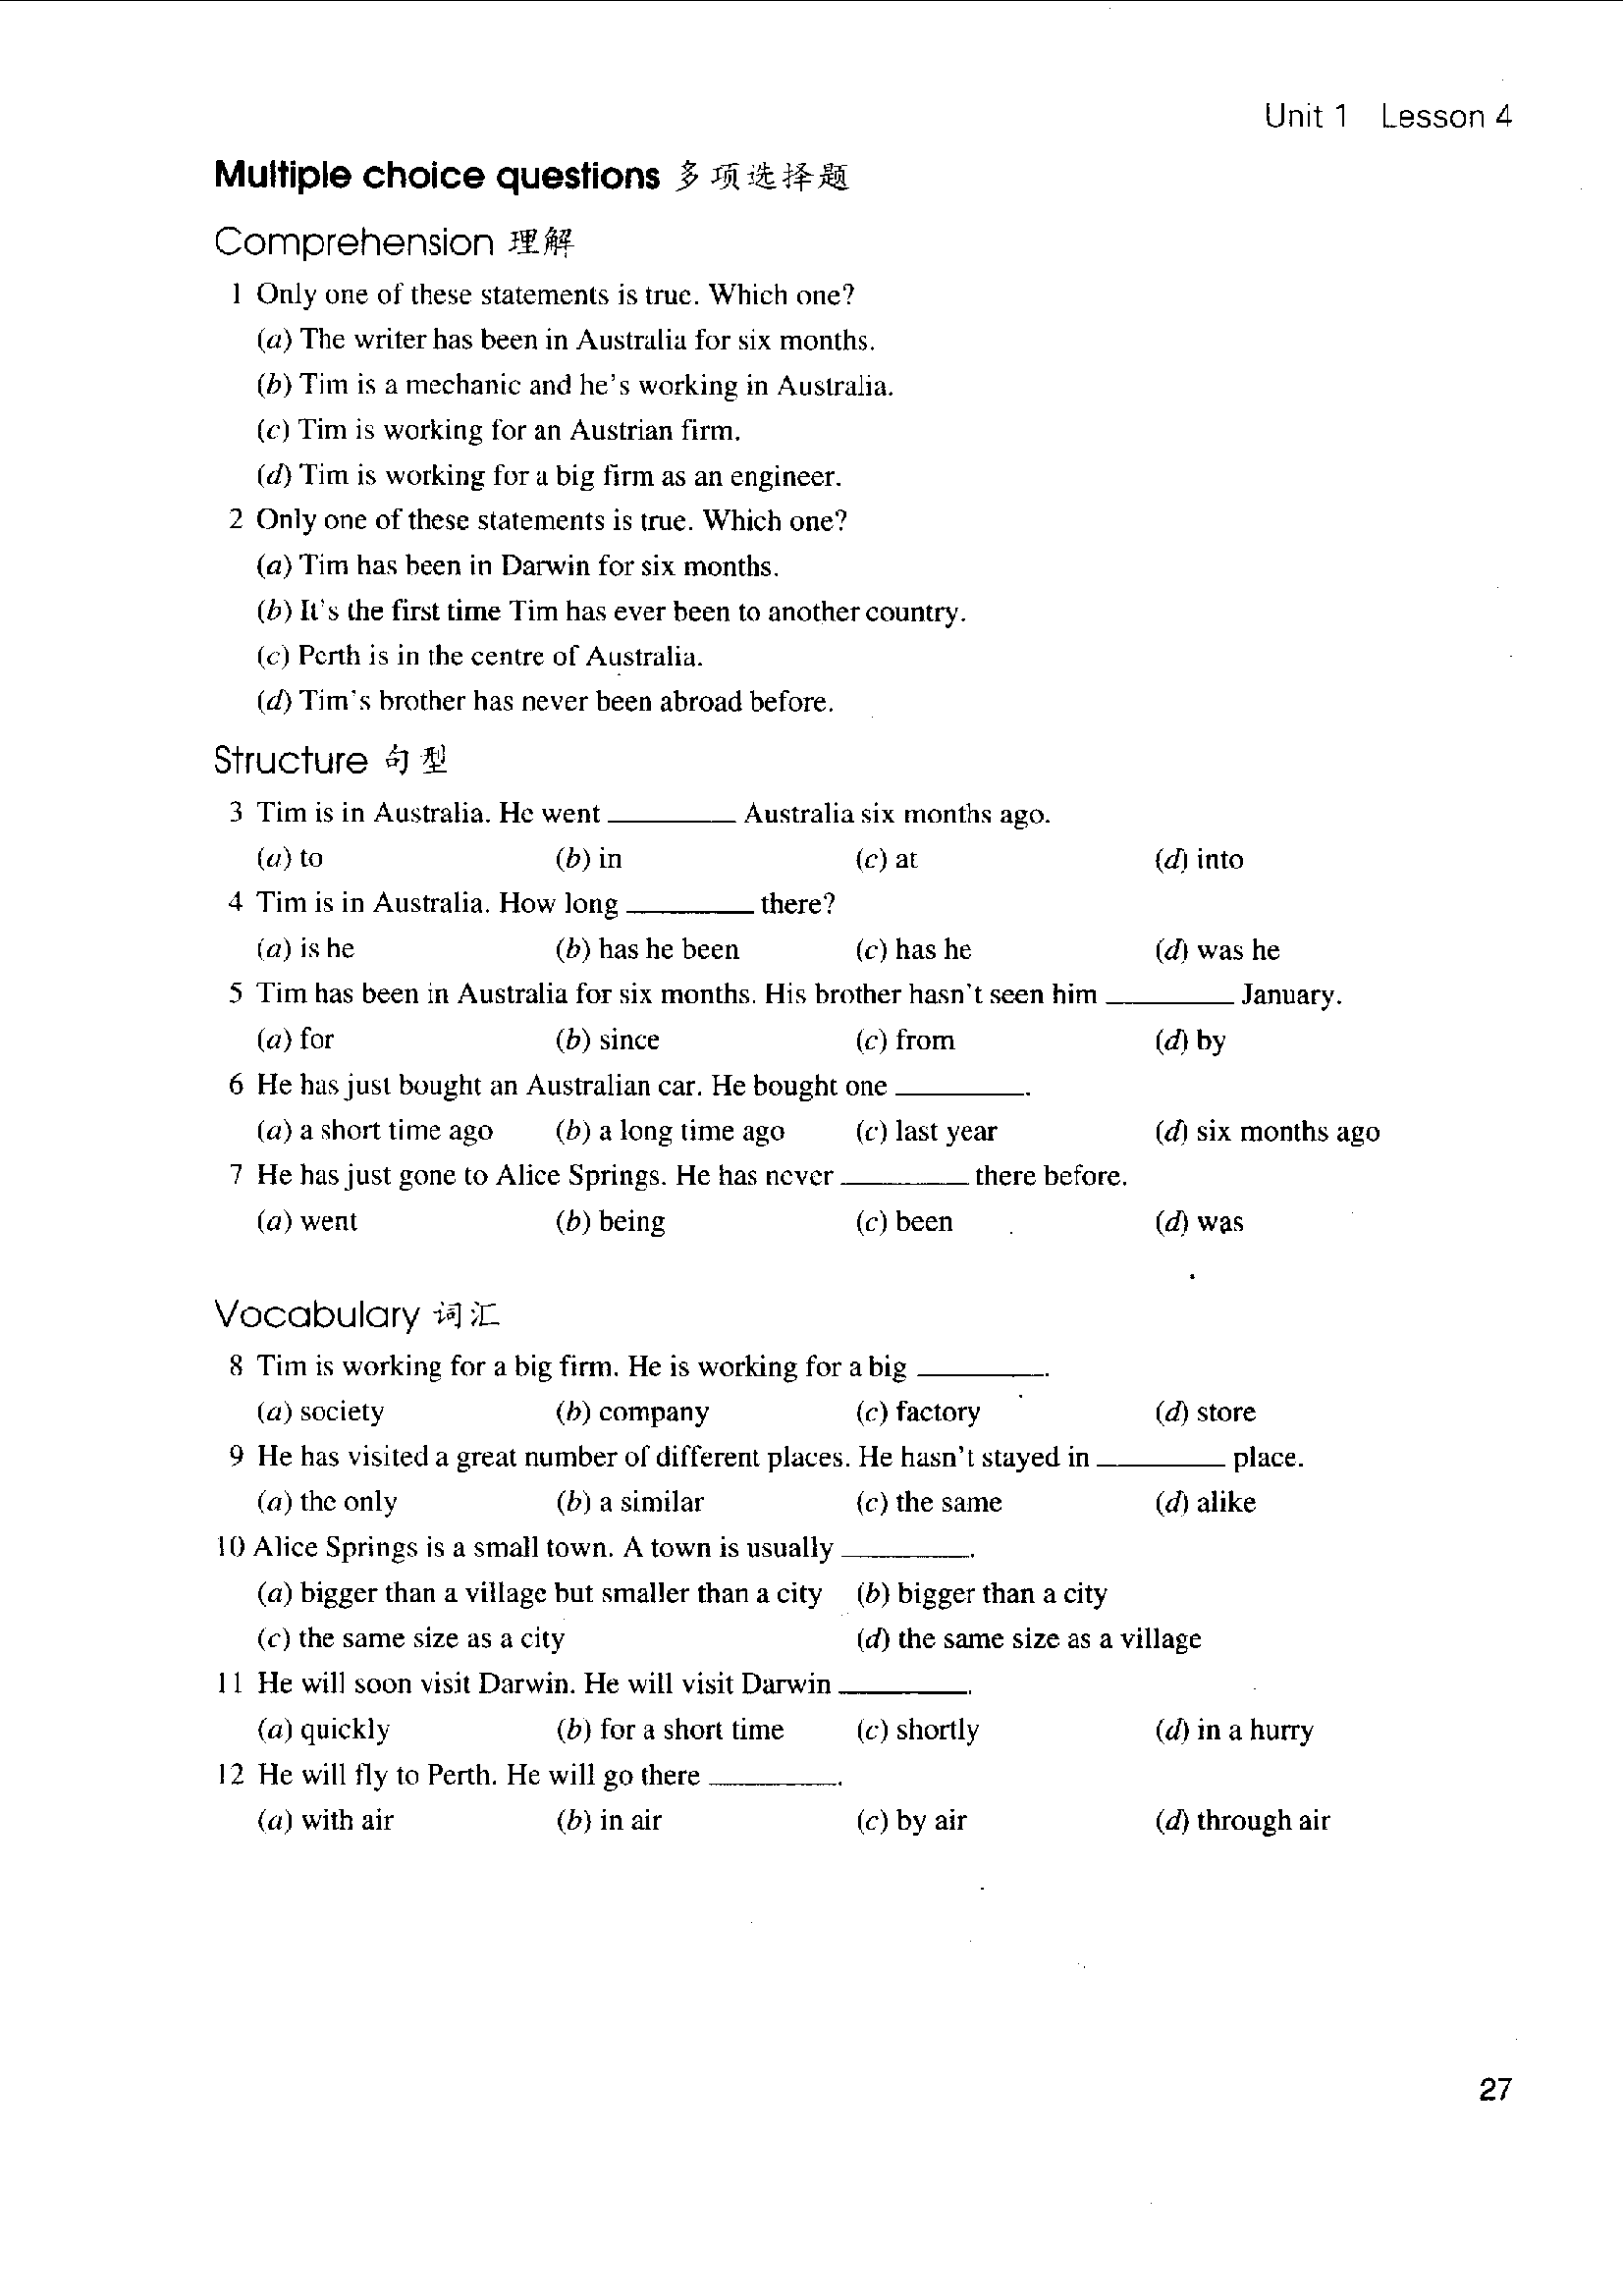 Unit 1 Lesson 4
Multiple choice questions 多项选择题
Comprehension 理解
1 Only one of these statements is true. Which one?
(a) The writer has been in Australia for six months.
(b) Tim is a mechanic and he's working in Australia.
(c) Tim is working for an Austrian firm.
(d) Tim is working for a big firm as an engineer.
2 Only one of these statements is true. Which one?
(a) Tim has been in Darwin for six months.
(b) It's the first time Tim has ever been to another country.
(c) Perth is in the centre of Australia.
(d) Tim's brother has never been abroad before.
Structure 句型
3 Tim is in Australia. He went ________ Australia six months ago.
(a) to (b) in (c) at (d) into
4 Tim is in Australia. How long ________ there?
(a) is he (b) has he been (c) has he (d) was he
5 Tim has been in Australia for six months. His brother hasn't seen him ________ January.
(a) for (b) since (c) from (d) by
6 He has just bought an Australian car. He bought one ________.
(a) a short time ago (b) a long time ago (c) last year (d) six months ago
7 He has just gone to Alice Springs. He has never ________ there before.
(a) went (b) being (c) been (d) was
Vocabulary 词汇
8 Tim is working for a big firm. He is working for a big ________.
(a) society (b) company (c) factory (d) store
9 He has visited a great number of different places. He hasn't stayed in ________ place.
(a) the only (b) a similar (c) the same (d) alike
10 Alice Springs is a small town. A town is usually ________.
(a) bigger than a village but smaller than a city (b) bigger than a city
(c) the same size as a city (d) the same size as a village
11 He will soon visit Darwin. He will visit Darwin ________.
(a) quickly (b) for a short time (c) shortly (d) in a hurry
12 He will fly to Perth. He will go there ________.
(a) with air (b) in air (c) by air (d) through air
27